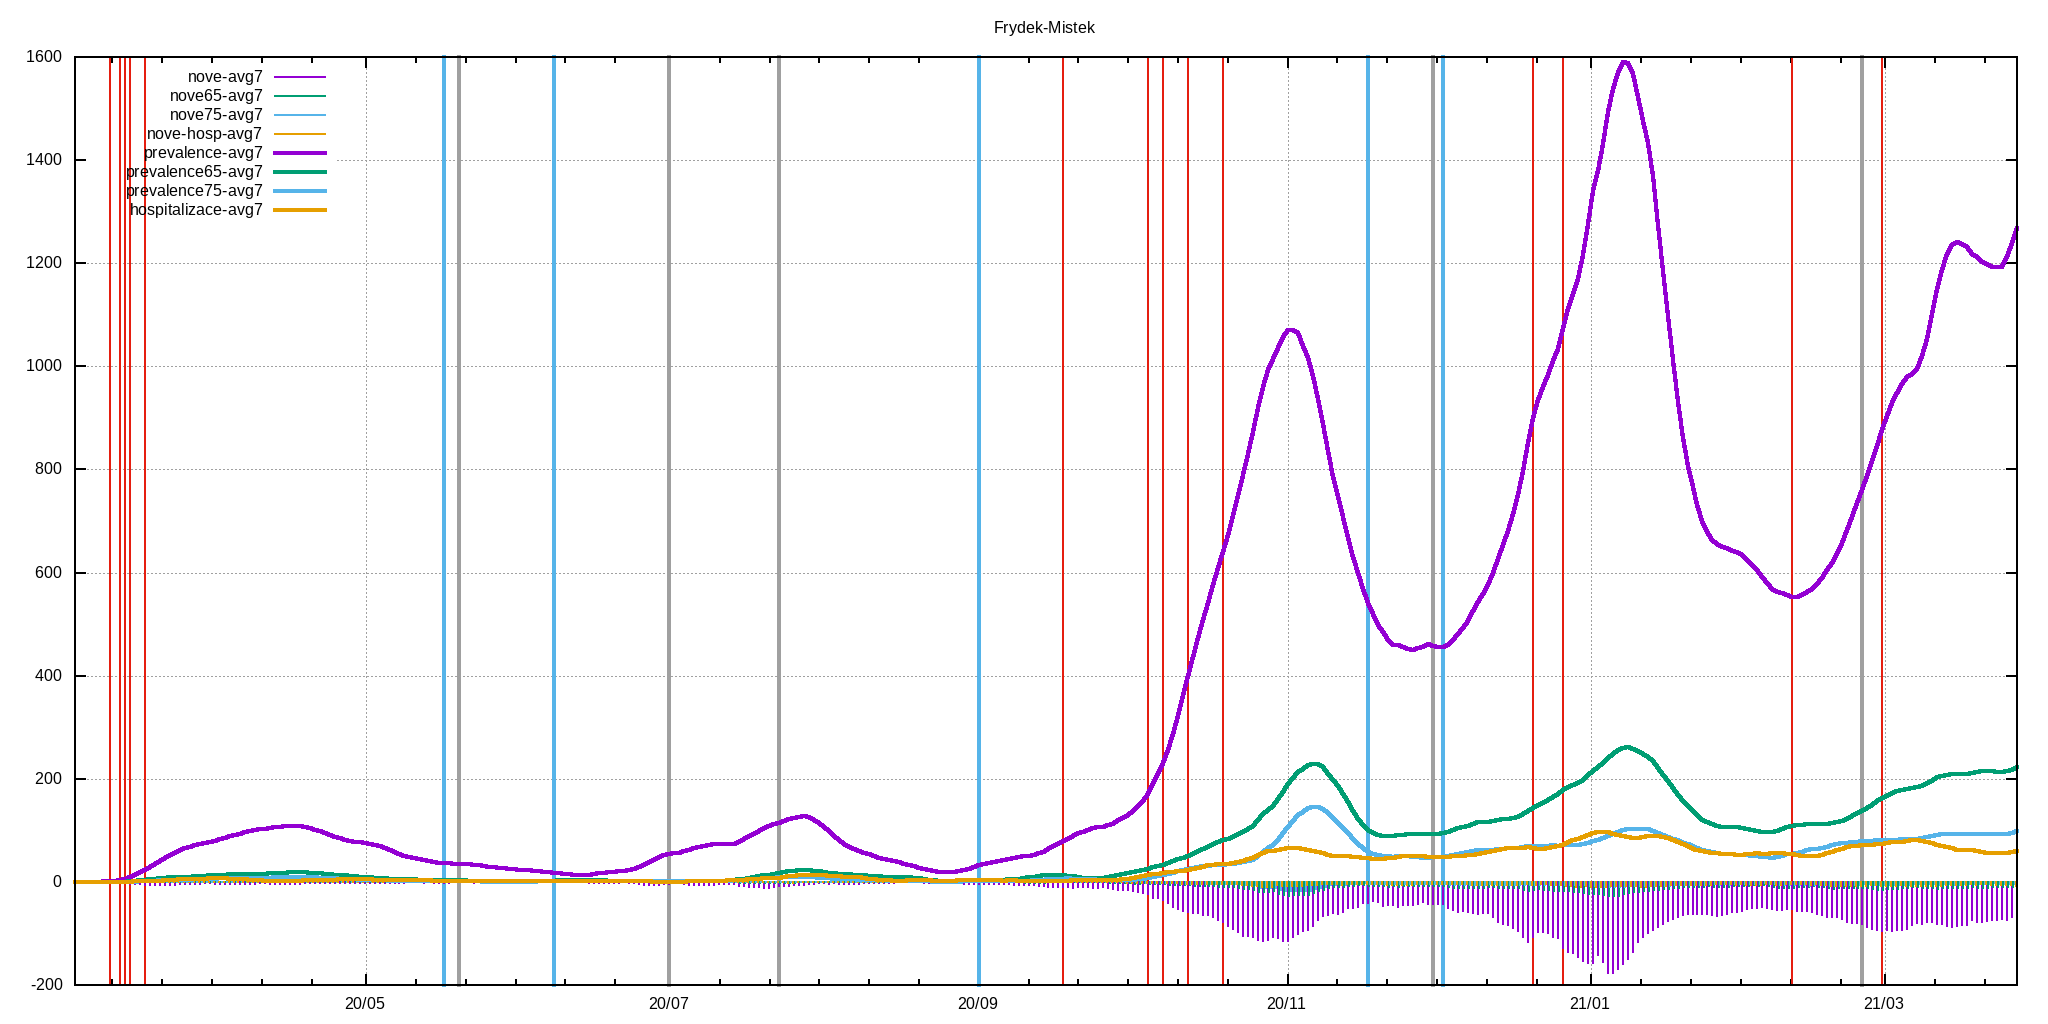 Frydek-Mistek
1600
1400
1200
1000
800
600
400
200
0
-200
nove-avg7
nove65-avg7
nove75-avg7
nove-hosp-avg7
prevalence-avg7
prevalence65-avg7
prevalence75-avg7
hospitalizace-avg7
20/05 20/07 20/09 20/11 21/01 21/03